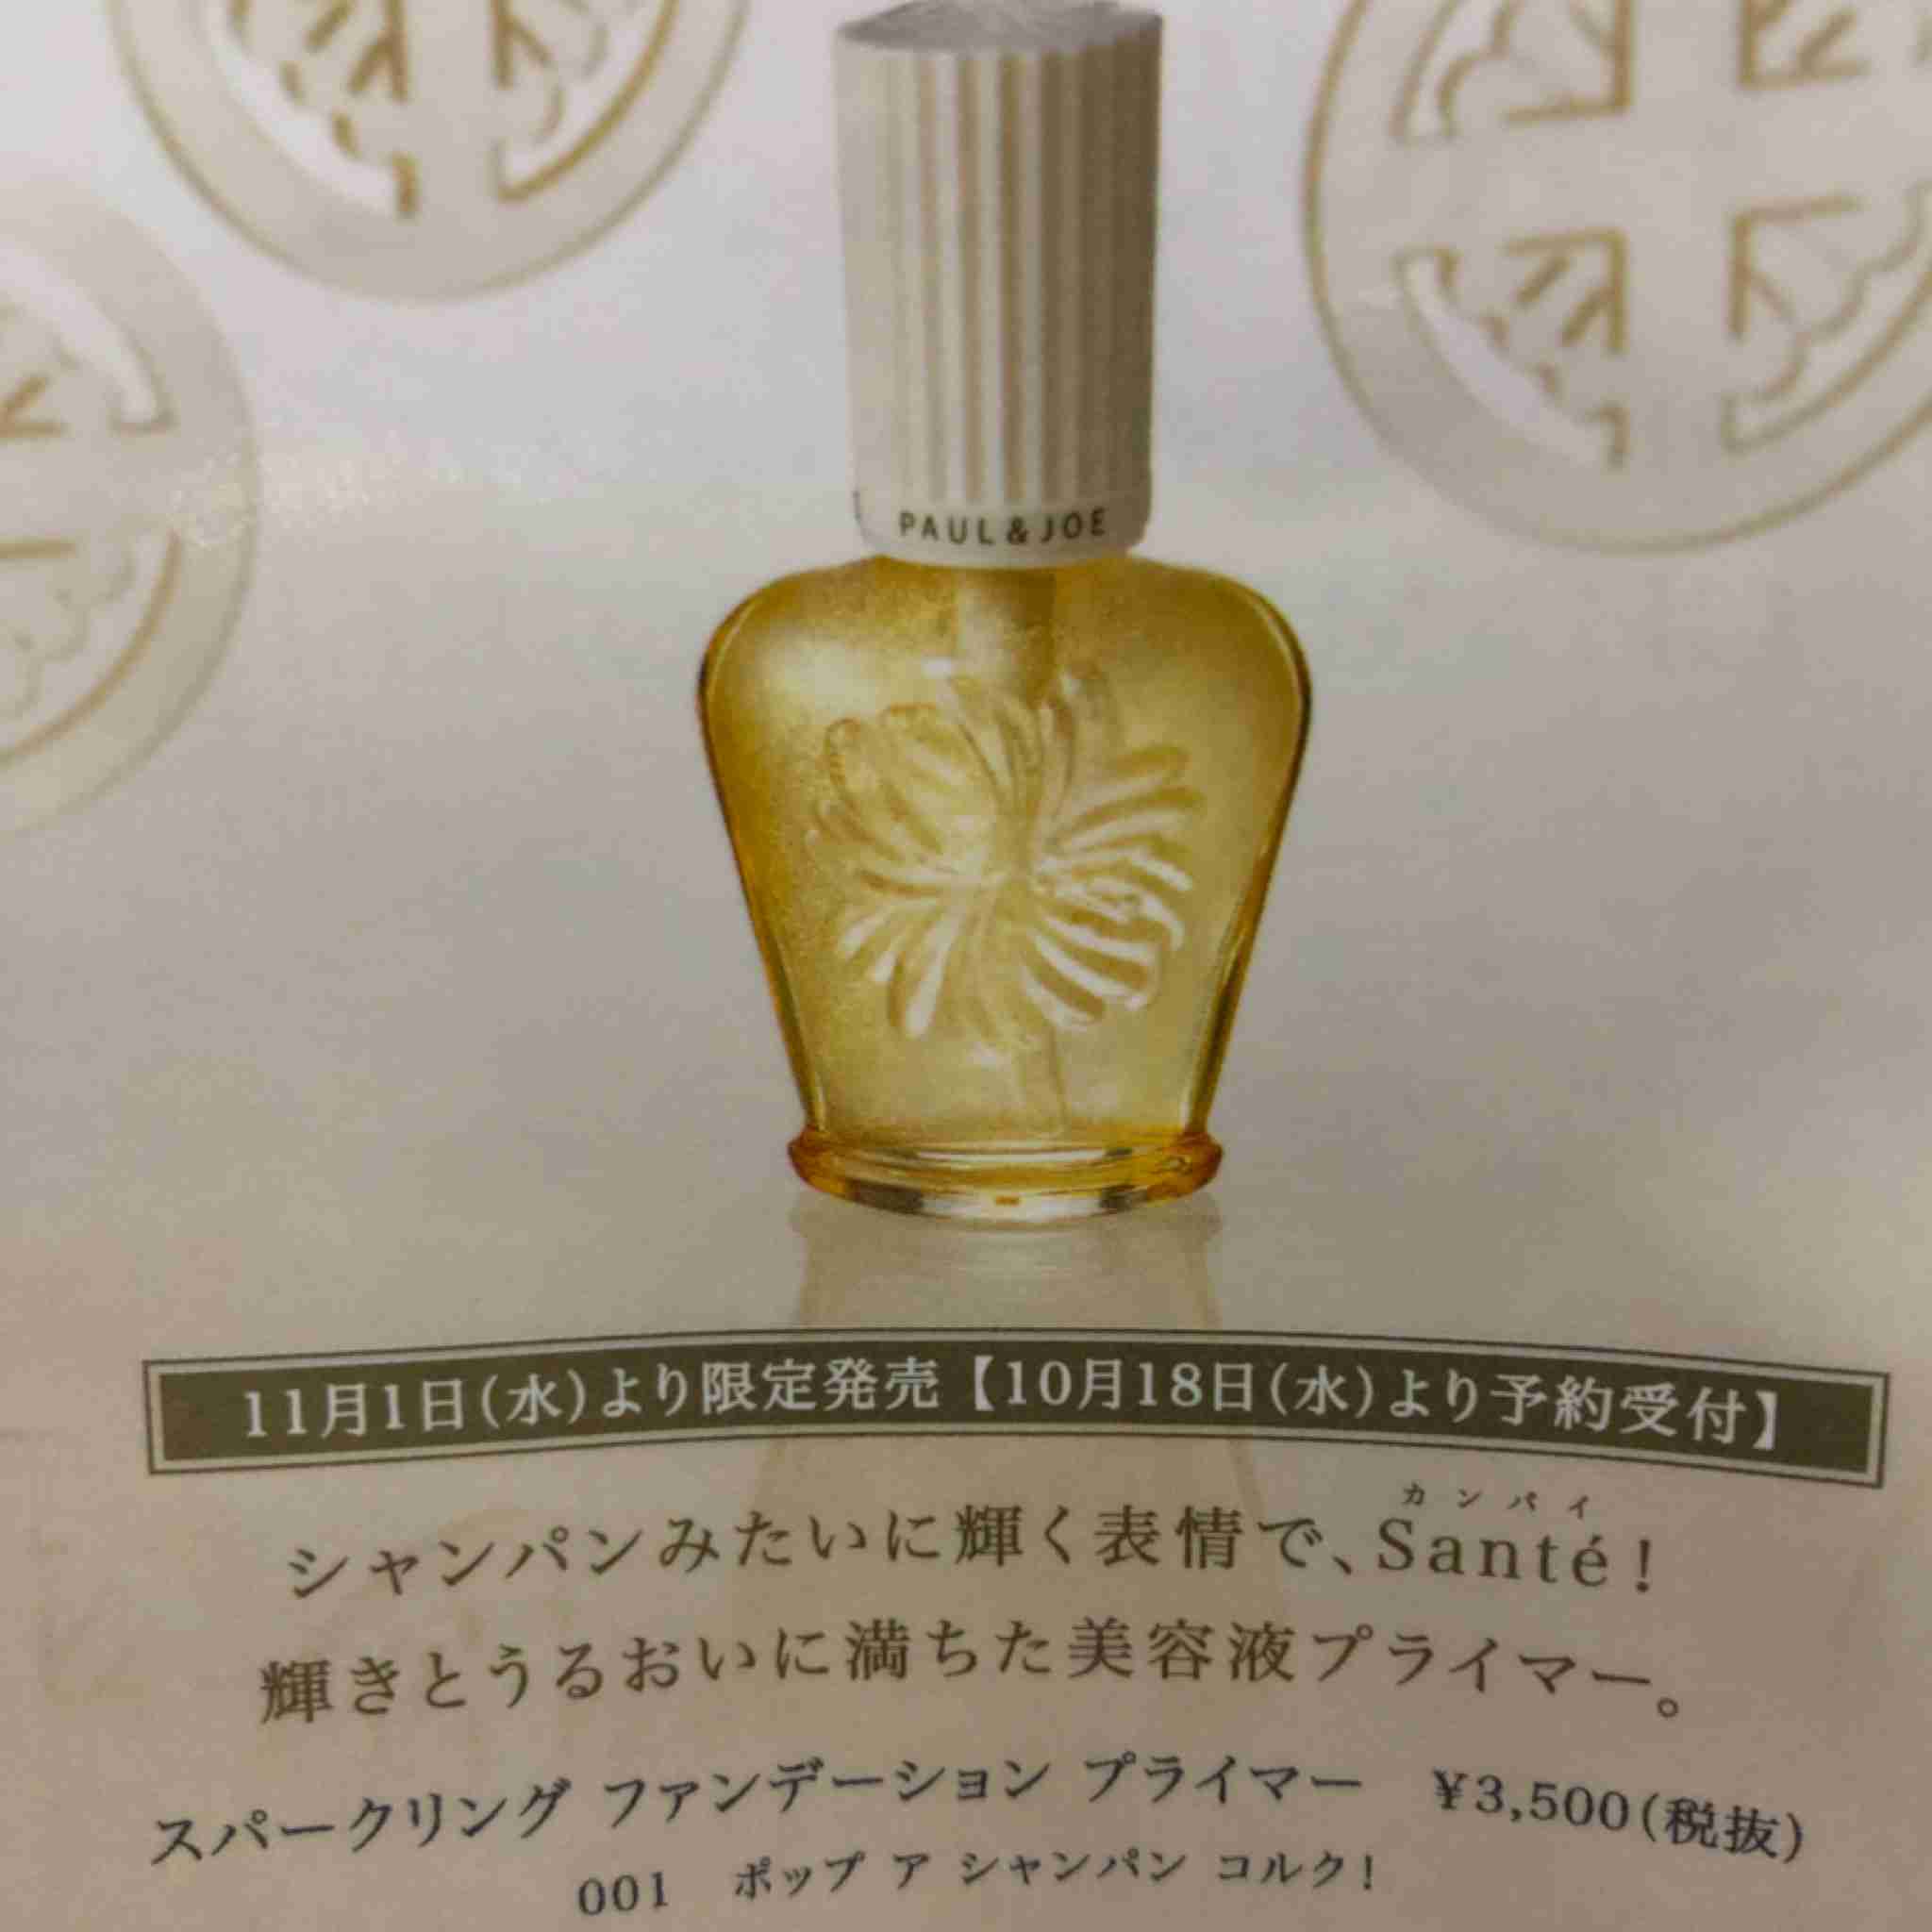 PAUL & JOE
11月1日(水)より限定発売【10月18日(水)より予約受付】
カンパイ
シャンパンみたいに輝く表情で、Santé!
輝きとうるおいに満ちた美容液プライマー。
スパークリング ファンデーション プライマー ¥3,500(税抜)
001 ポップ ア シャンパン コルク!